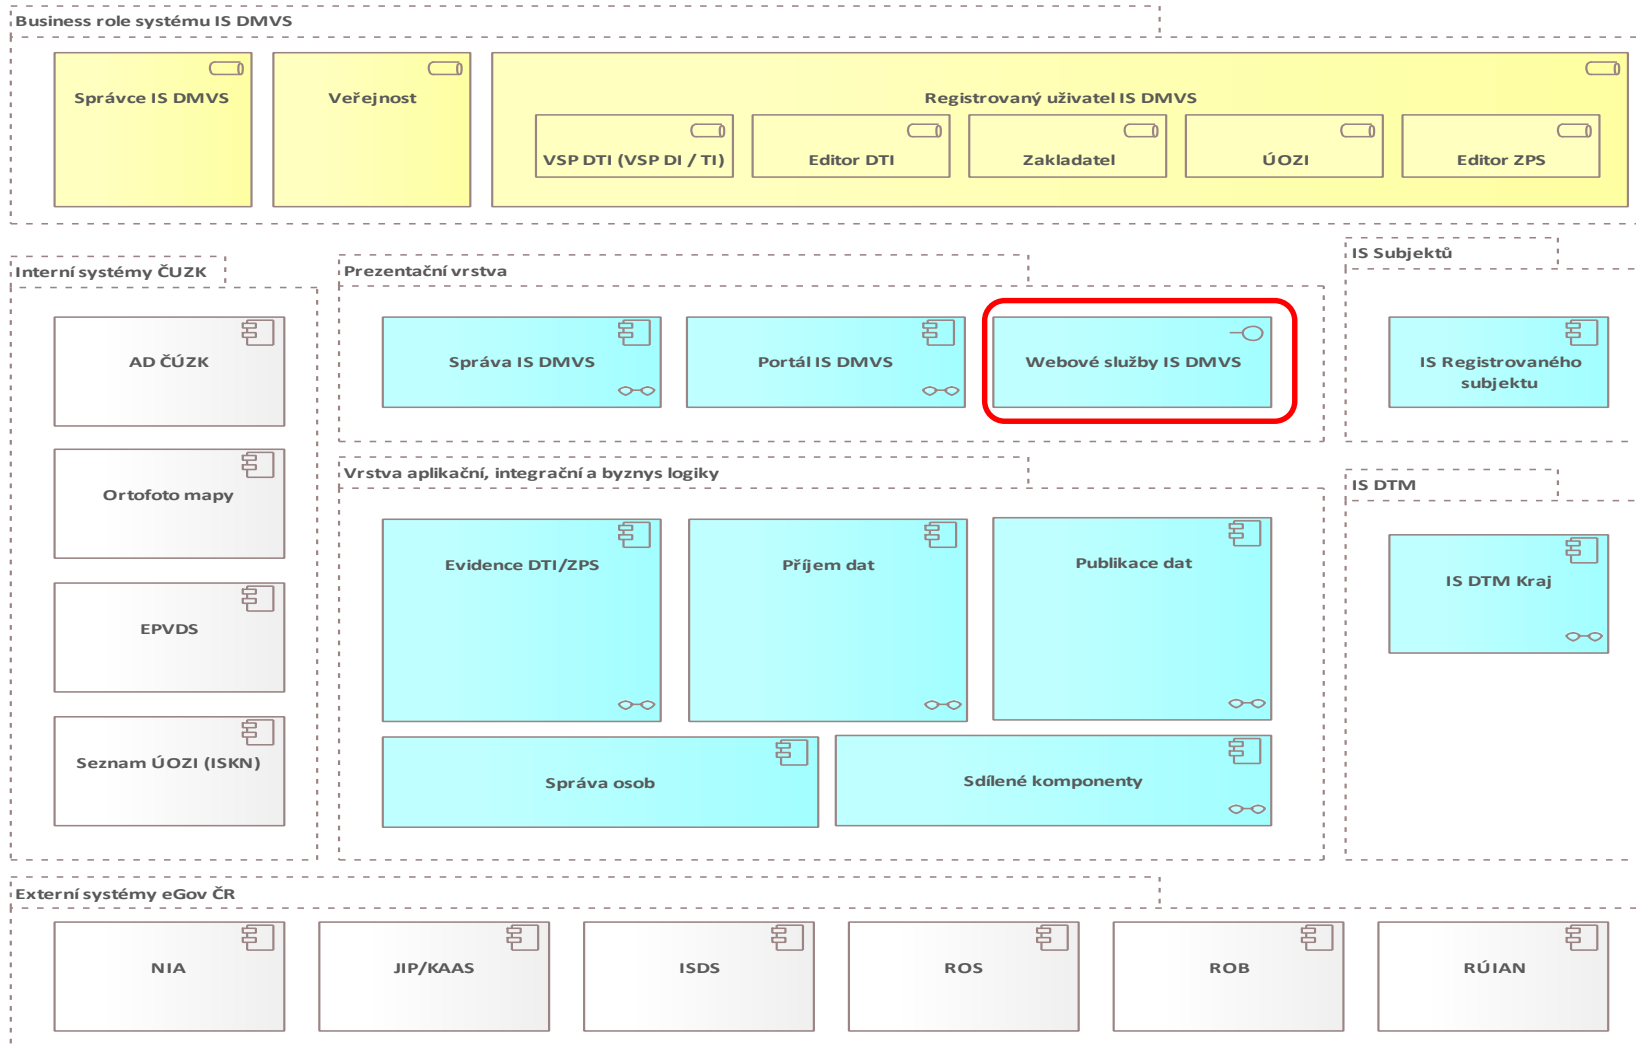 Business role systému IS DMVS
Správce IS DMVS
Veřejnost
Registrovaný uživatel IS DMVS
VSP DTI (VSP DI / TI)
Editor DTI
Zakladatel
ÚOZI
Editor ZPS
Interní systémy ČUZK
AD ČÚZK
Ortofoto mapy
EPVDS
Seznam ÚOZI (ISKN)
Prezentační vrstva
Správa IS DMVS
Portál IS DMVS
Webové služby IS DMVS
IS Subjektů
IS Registrovaného
subjektu
Vrstva aplikační, integrační a byznys logiky
Evidence DTI/ZPS
Příjem dat
Publikace dat
Správa osob
Sdílené komponenty
IS DTM
IS DTM Kraj
Externí systémy eGov ČR
NIA
JIP/KAAS
ISDS
ROS
ROB
RÚIAN